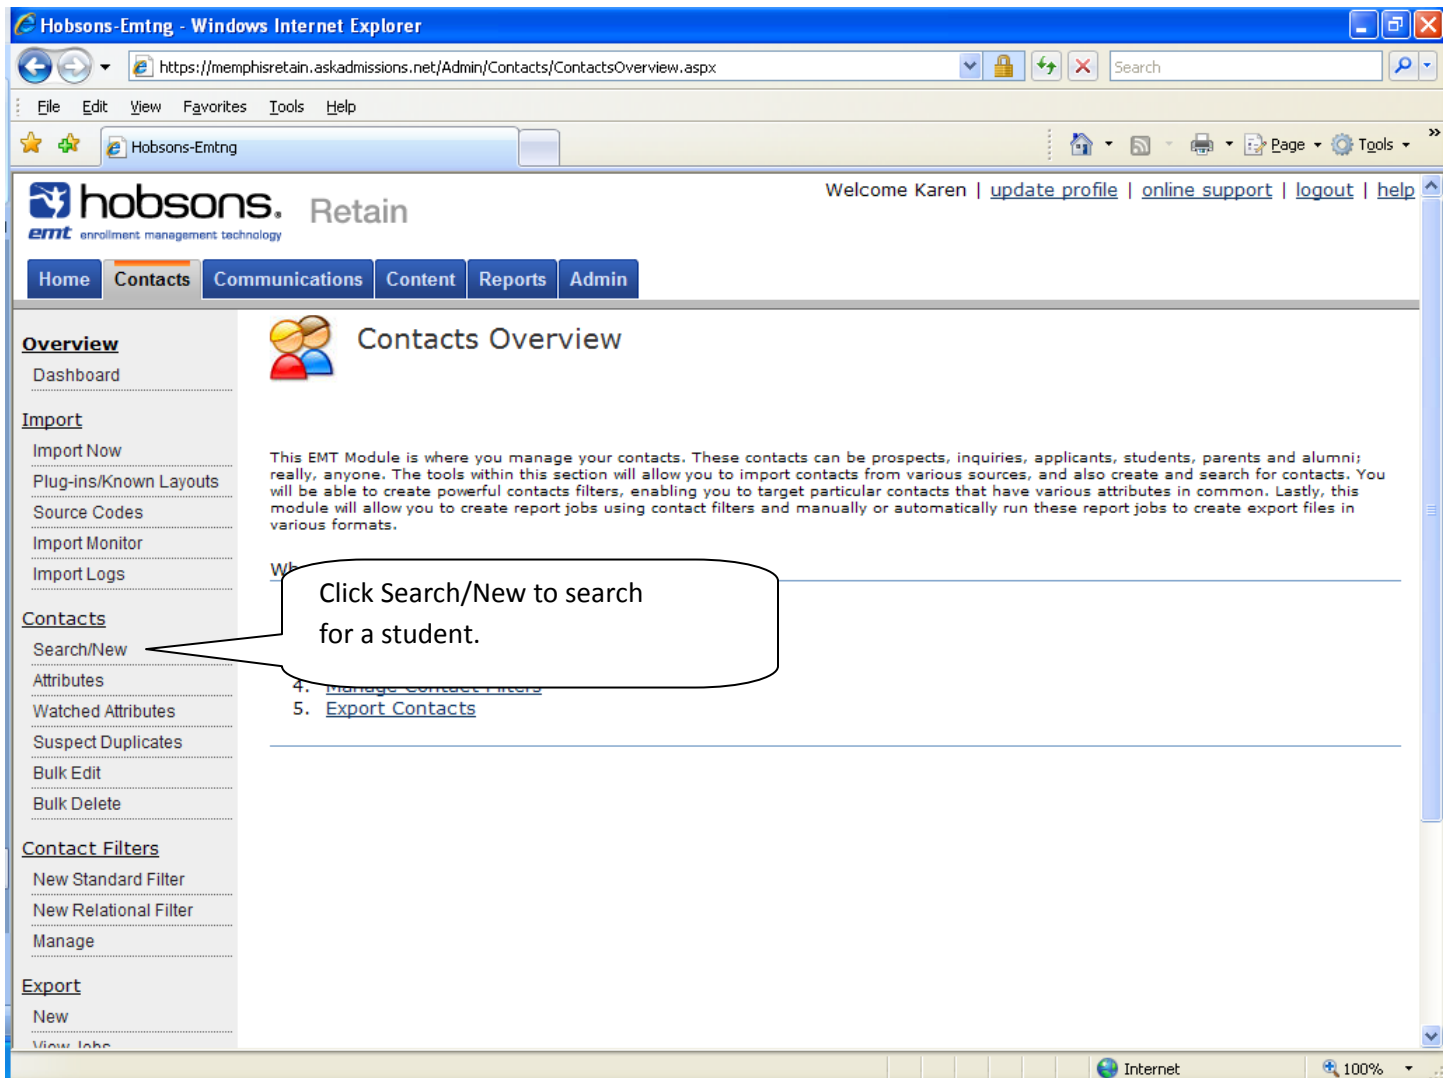 Hobsons-Emtng - Windows Internet Explorer
https://memphisretain.askadmissions.net/Admin/Contacts/ContactsOverview.aspx
Search
File Edit View Favorites Tools Help
Hobsons-Emtng
Page Tools »
hobsons. Retain
emt enrollment management technology
Welcome Karen | update profile | online support | logout | help
Home Contacts Communications Content Reports Admin
Overview
Dashboard
Import
Import Now
Plug-ins/Known Layouts
Source Codes
Import Monitor
Import Logs
Contacts
Search/New
Attributes
Watched Attributes
Suspect Duplicates
Bulk Edit
Bulk Delete
Contact Filters
New Standard Filter
New Relational Filter
Manage
Export
New
View Jobs
Contacts Overview
This EMT Module is where you manage your contacts. These contacts can be prospects, inquiries, applicants, students, parents and alumni;
really, anyone. The tools within this section will allow you to import contacts from various sources, and also create and search for contacts. You
will be able to create powerful contacts filters, enabling you to target particular contacts that have various attributes in common. Lastly, this
module will allow you to create report jobs using contact filters and manually or automatically run these report jobs to create export files in
various formats.
Click Search/New to search
for a student.
4. Manage Contact Filters
5. Export Contacts
Internet 100%